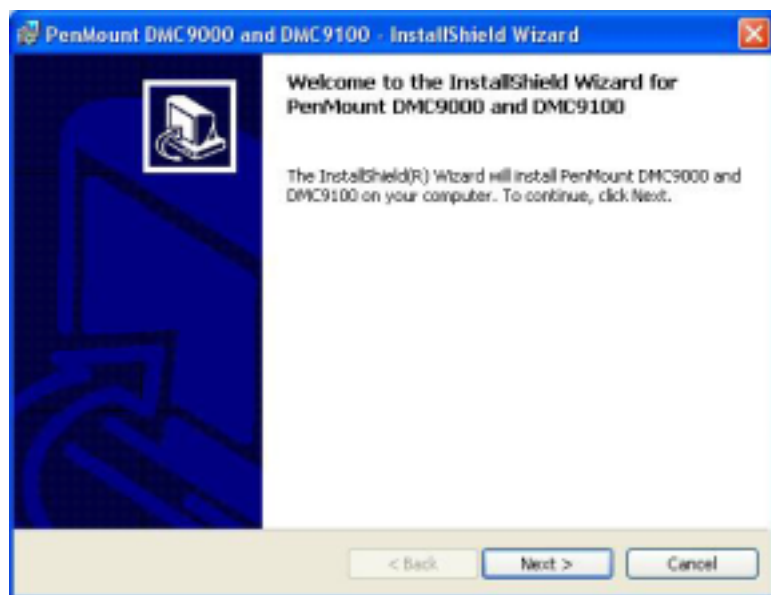 PenMount DMC9000 and DMC9100 - InstallShield Wizard
Welcome to the InstallShield Wizard for
PenMount DMC9000 and DMC9100
The InstallShield(R) Wizard will install PenMount DMC9000 and
DMC9100 on your computer. To continue, click Next.
< Back
Next >
Cancel